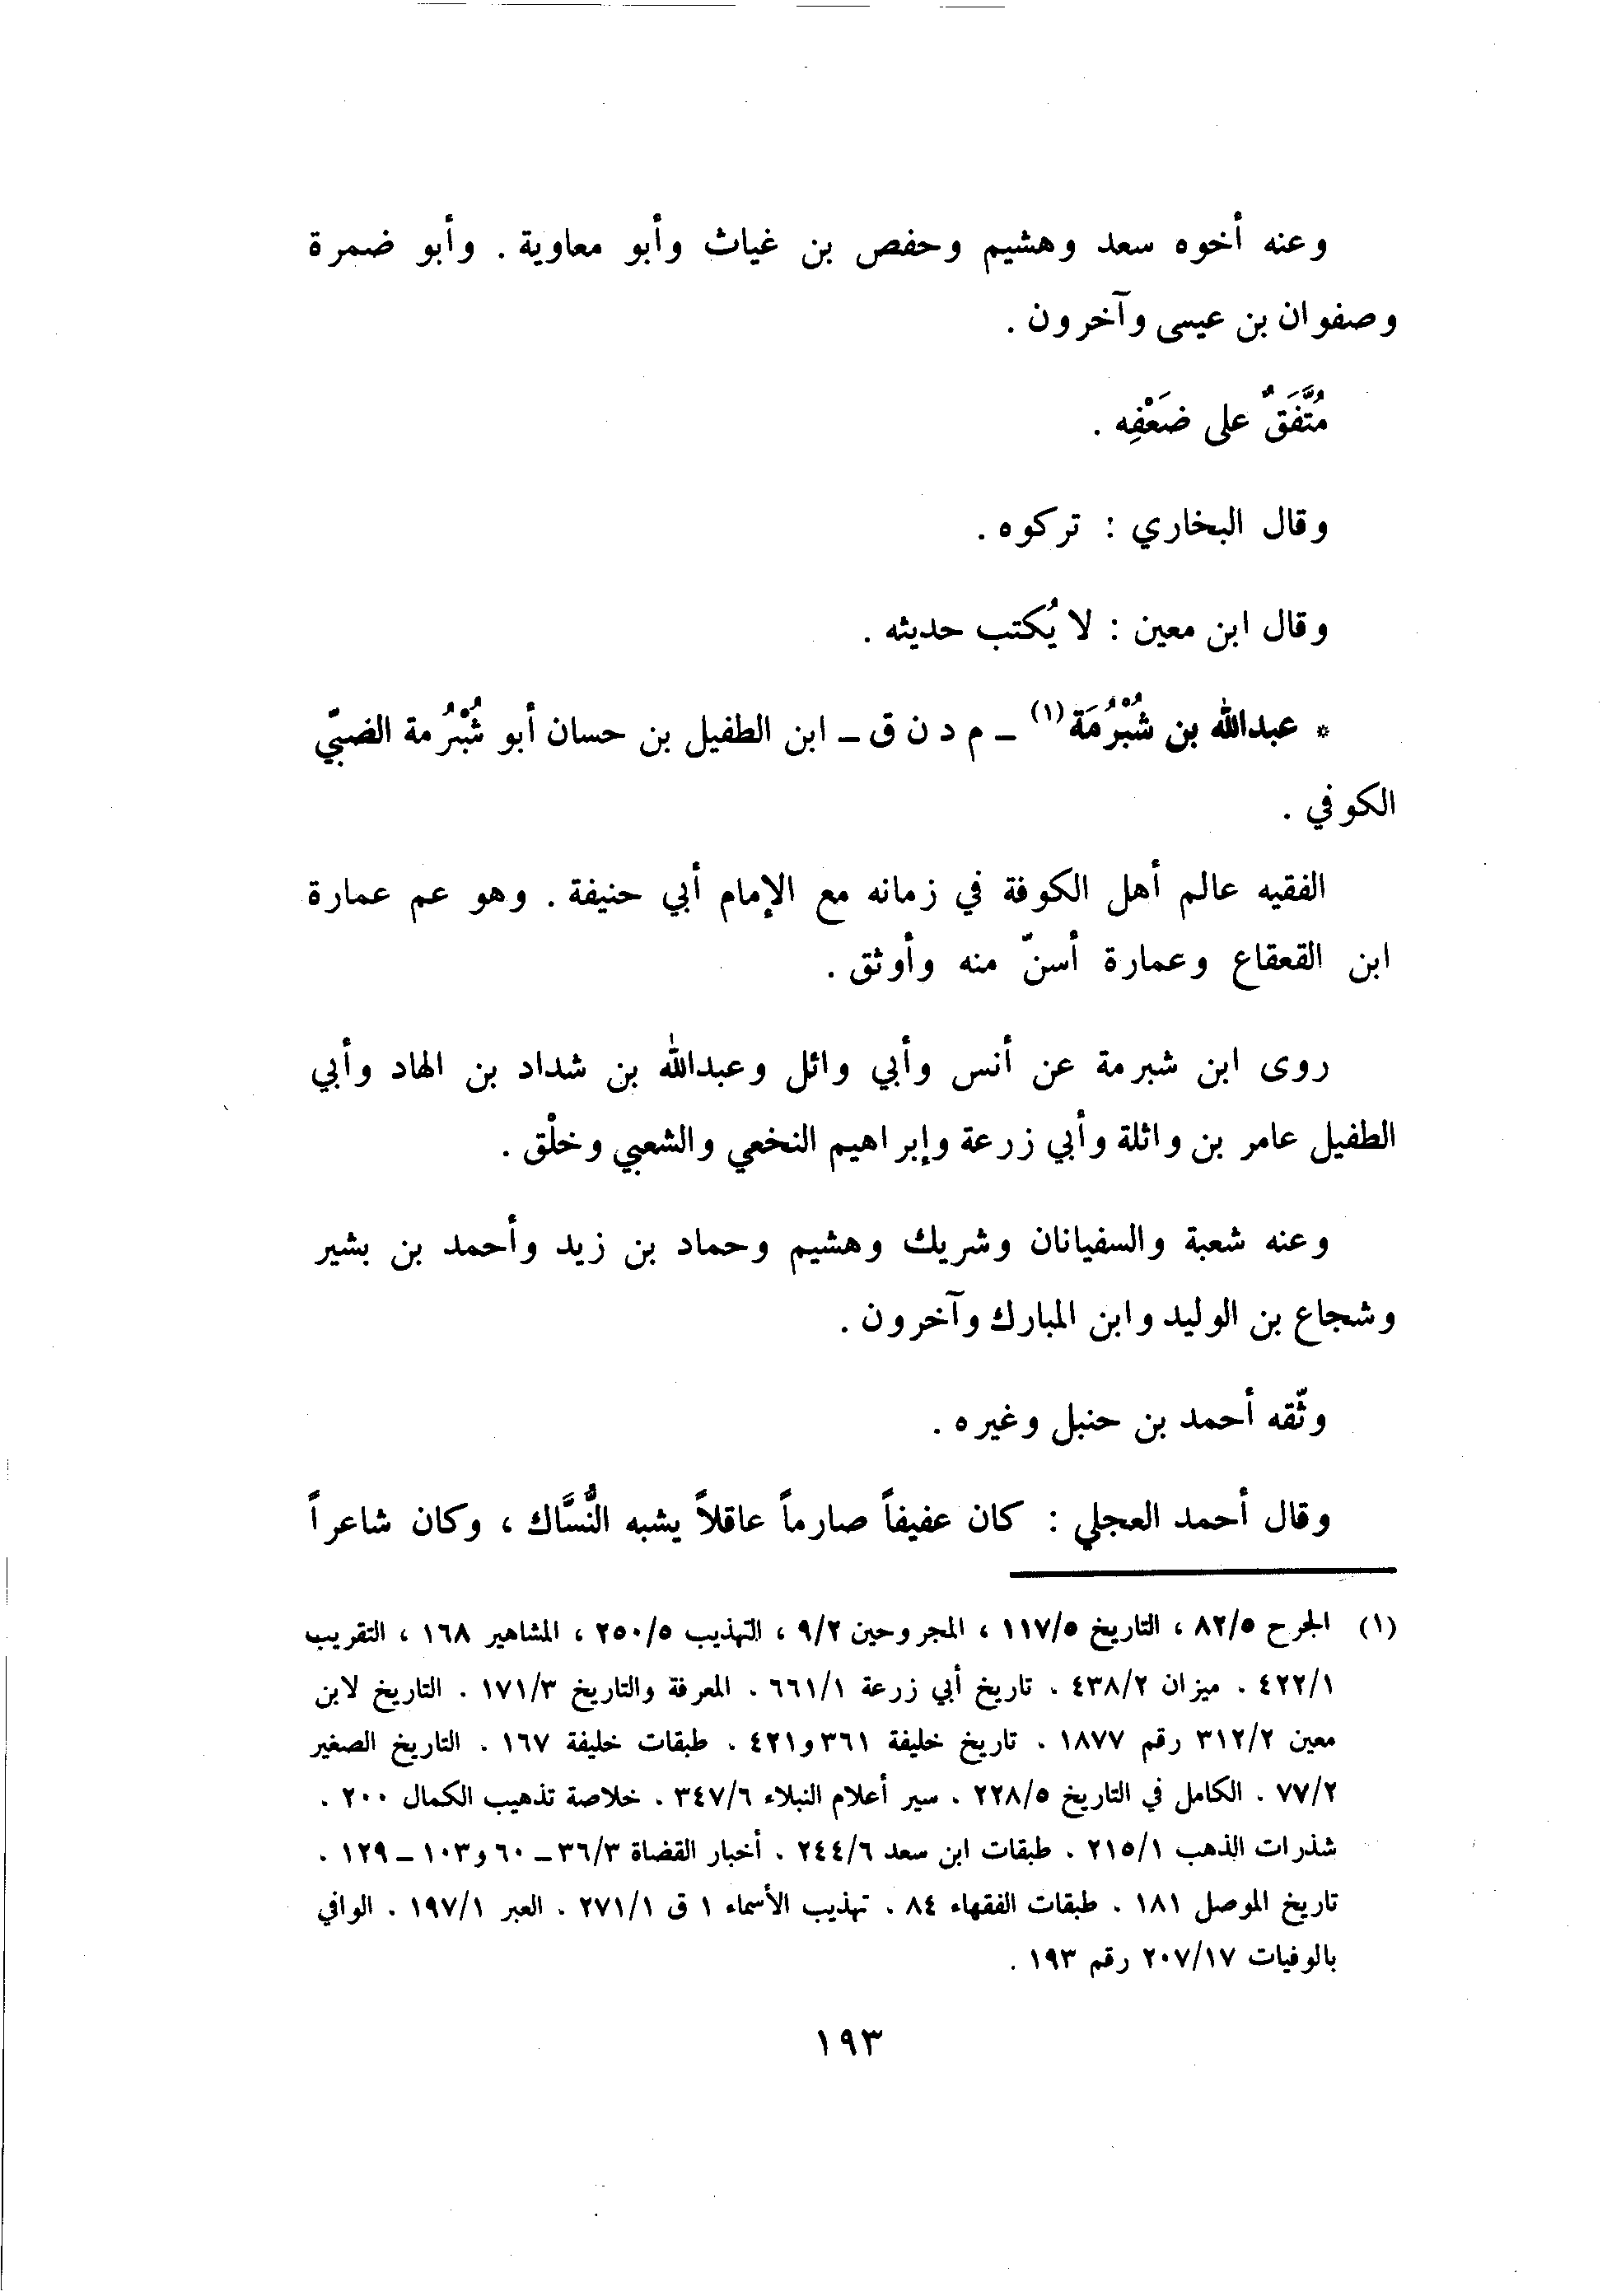 وعنه أخوه سعد وهشيم وحفص بن غياث وأبو معاوية . وأبو ضمرة
وصفوان بن عيسى وآخرون .
مُتَّفَقٌ على ضَعْفِه .
وقال البخاري : تركوه .
وقال ابن معين : لا يُكتب حديثه .
* عبدالله بن شُبْرُمَة (١) ـ م د ن ق ـ ابن الطفيل بن حسان أبو شُبْرُمة الضبّي
الكوفي .
الفقيه عالم أهل الكوفة في زمانه مع الإمام أبي حنيفة . وهو عم عمارة
ابن القعقاع وعمارة أسنّ منه وأوثق .
روى ابن شبرمة عن أنس وأبي وائل وعبدالله بن شداد بن الهاد وأبي
الطفيل عامر بن واثلة وأبي زرعة وإبراهيم النخعي والشعبي وخلْق .
وعنه شعبة والسفيانان وشريك وهشيم وحماد بن زيد وأحمد بن بشير
وشجاع بن الوليد وابن المبارك وآخرون .
وثّقه أحمد بن حنبل وغيره .
وقال أحمد العجلي : كان عفيفاً صارماً عاقلاً يشبه النُّسَّاك ، وكان شاعراً
(١) الجرح ٨٢/٥ ، التاريخ ١١٧/٥ ، المجروحين ٩/٢ ، التهذيب ٢٥٠/٥ ، المشاهير ١٦٨ ، التقريب
٤٢٢/١ . ميزان ٤٣٨/٢ . تاريخ أبي زرعة ٦٦١/١ . المعرفة والتاريخ ١٧١/٣ . التاريخ لابن
معين ٣١٢/٢ رقم ١٨٧٧ . تاريخ خليفة ٣٦١ و٤٢١ . طبقات خليفة ١٦٧ . التاريخ الصغير
٧٧/٢ . الكامل في التاريخ ٢٢٨/٥ . سير أعلام النبلاء ٣٤٧/٦ . خلاصة تذهيب الكمال ٢٠٠ .
شذرات الذهب ٢١٥/١ . طبقات ابن سعد ٢٤٤/٦ . أخبار القضاة ٣٦/٣ ـ ٦٠ و١٠٣ ـ ١٢٩ .
تاريخ الموصل ١٨١ . طبقات الفقهاء ٨٤ . تهذيب الأسماء ١ ق ٢٧١/١ . العبر ١٩٧/١ . الوافي
بالوفيات ٢٠٧/١٧ رقم ١٩٣ .
١٩٣